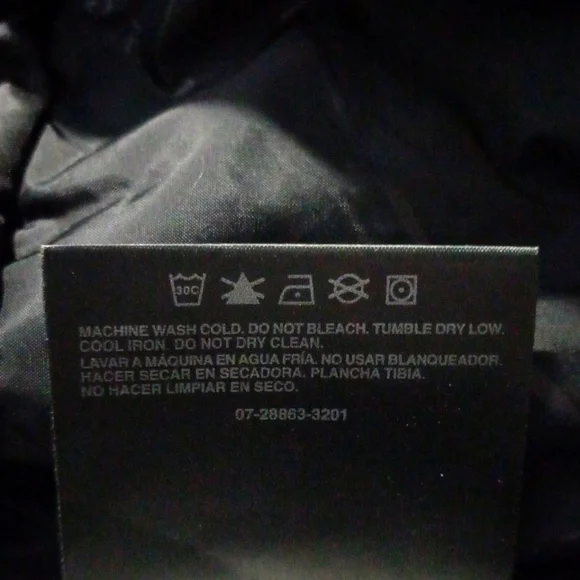 30C
MACHINE WASH COLD. DO NOT BLEACH. TUMBLE DRY LOW.
COOL IRON. DO NOT DRY CLEAN.
LAVAR A MÁQUINA EN AGUA FRÍA. NO USAR BLANQUEADOR.
HACER SECAR EN SECADORA. PLANCHA TIBIA.
NO HACER LIMPIAR EN SECO.
07-28863-3201